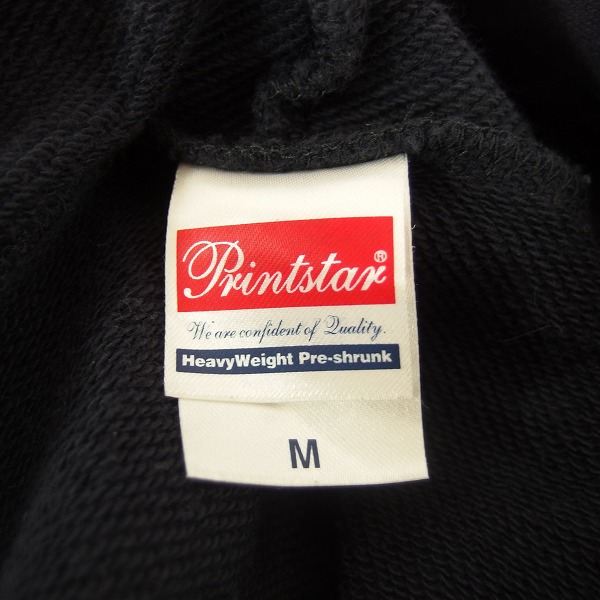 Printstar®
We are confident of Quality.
HeavyWeight Pre-shrunk
M